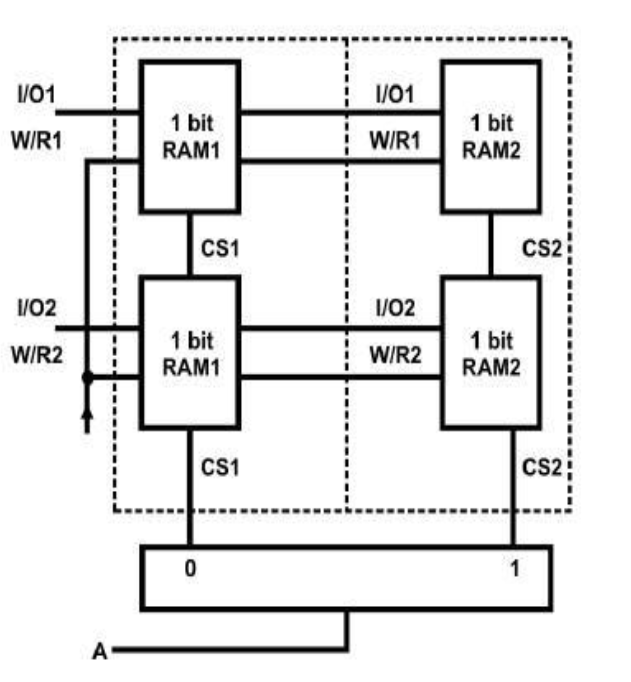 I/O1
W/R1
1 bit
RAM1
I/O1
W/R1
1 bit
RAM2
CS1
CS2
I/O2
W/R2
1 bit
RAM1
I/O2
W/R2
1 bit
RAM2
CS1
CS2
0
1
A